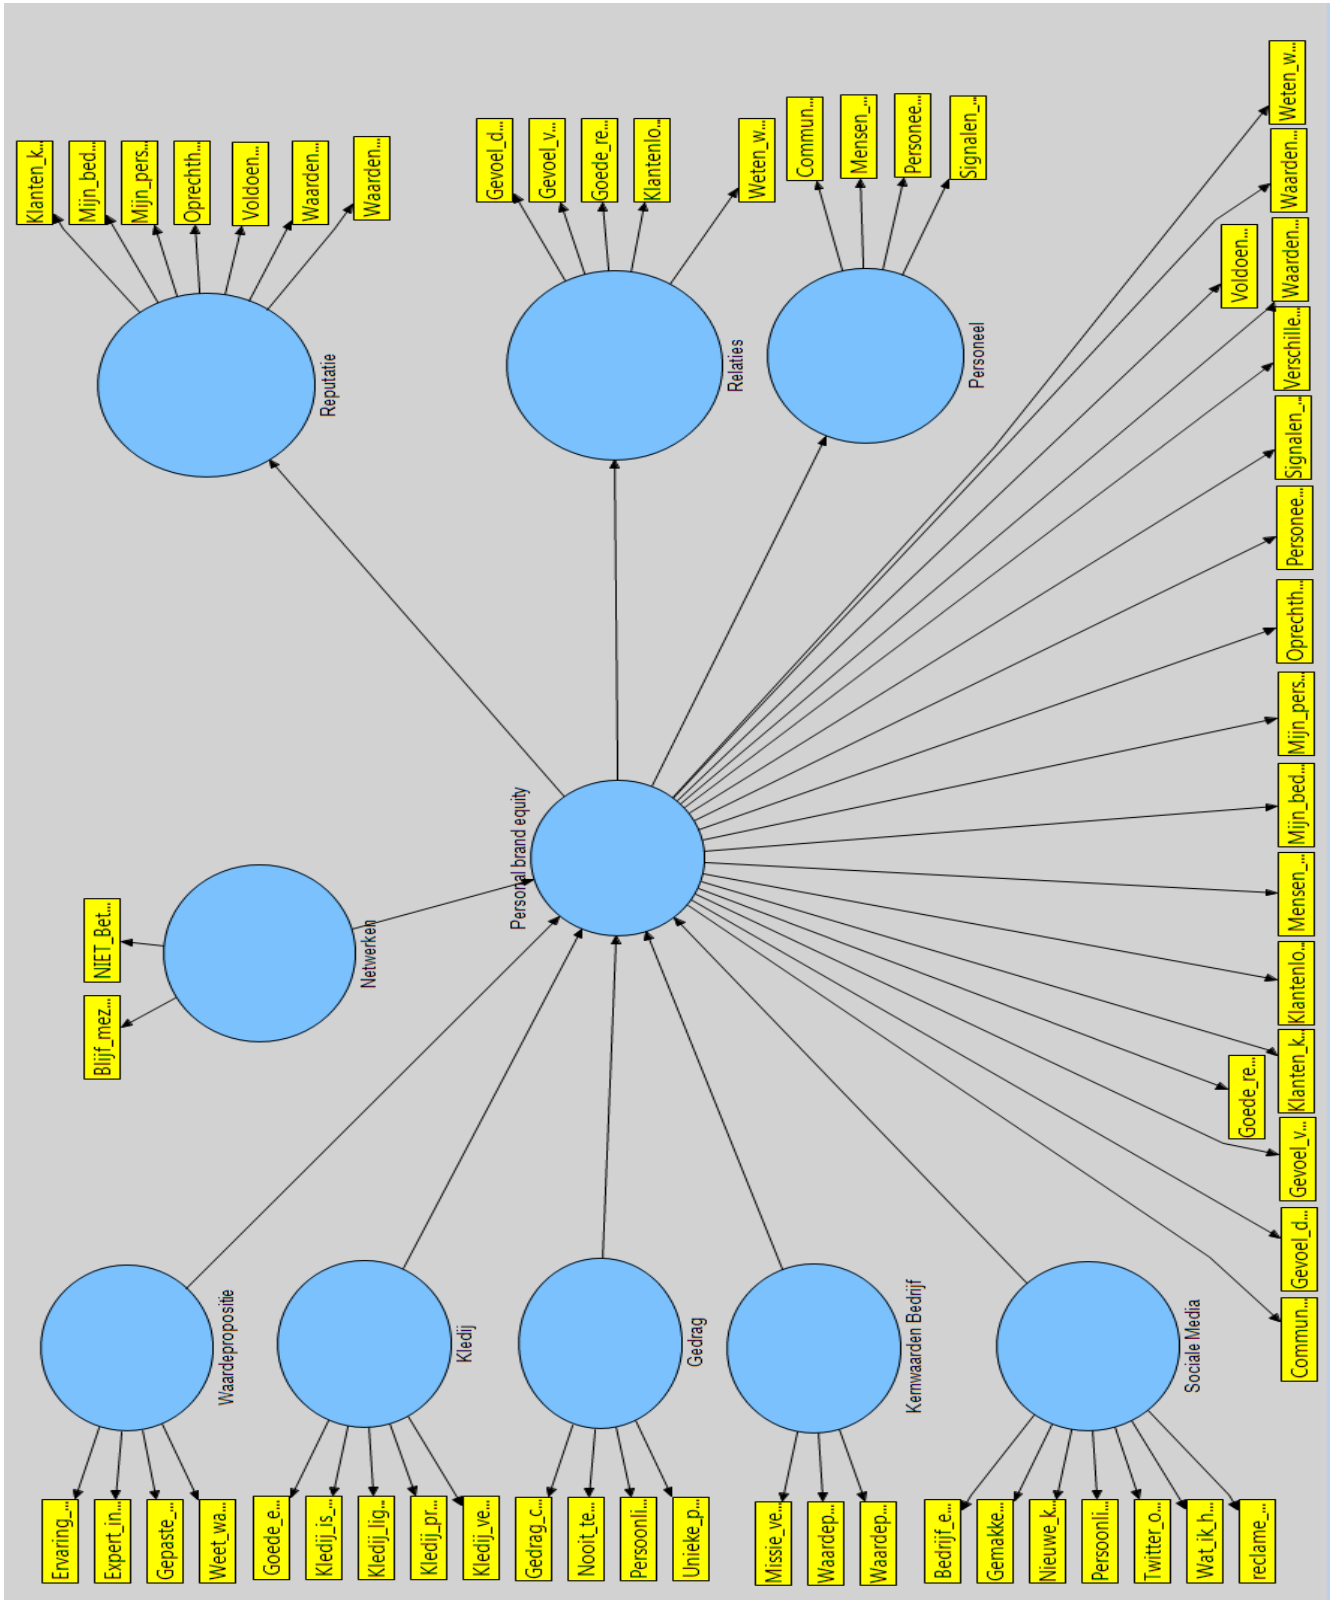 Ervaring_...
Expert_in...
Gepaste_...
Weet_wa...
Waardepropositie
Goede_e...
Kledij_is_...
Kledij_lig...
Kledij_pr...
Kledij_ve...
Kledij
Gedrag_c...
Nooit_te...
Persoonli...
Unieke_p...
Gedrag
Missie_ve...
Waardep...
Waardep...
Kernwaarden Bedrijf
Bedrijf_e...
Gemakke...
Nieuwe_k...
Persoonli...
Twitter_o...
Wat_ik_h...
reclame_...
Sociale Media
Blijf_mez...
NIET_Bet...
Netwerken
Personal brand equity
Klanten_k...
Mijn_bed...
Mijn_pers...
Oprechth...
Voldoen...
Waarden...
Waarden...
Reputatie
Gevoel_d...
Gevoel_v...
Goede_re...
Klantenlo...
Weten_w...
Relaties
Commun...
Mensen_...
Personee...
Signalen_...
Personeel
Commun...
Gevoel_d...
Gevoel_v...
Goede_re...
Klanten_k...
Klantenlo...
Mensen_...
Mijn_bed...
Mijn_pers...
Oprechth...
Personee...
Signalen_...
Verschille...
Voldoen...
Waarden...
Waarden...
Weten_w...